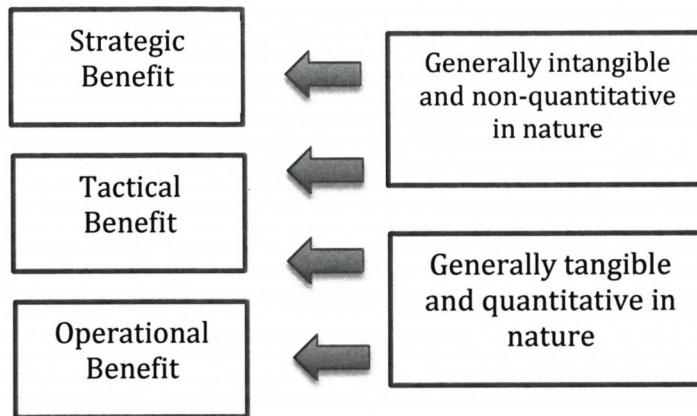 Strategic
Benefit
Generally intangible
and non-quantitative
in nature
Tactical
Benefit
Generally tangible
and quantitative in
nature
Operational
Benefit